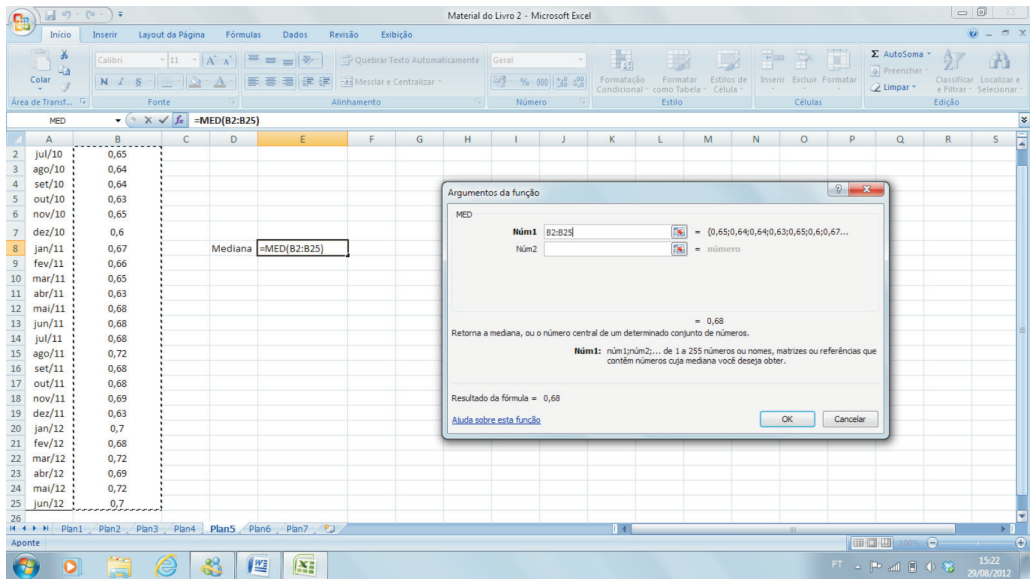 Material do Livro 2 - Microsoft Excel
Início Inserir Layout da Página Fórmulas Dados Revisão Exibição
Colar
Área de Transf...
Calibri 11
N I S
Fonte
Quebrar Texto Automaticamente
Mesclar e Centralizar
Alinhamento
Geral
% 000
Número
Formatação Condicional
Formatar como Tabela
Estilos de Célula
Estilo
Inserir Excluir Formatar
Células
Σ AutoSoma
Preencher
Limpar
Classificar e Filtrar
Localizar e Selecionar
Edição
MED =MED(B2:B25)
A B C D E F G H I J K L M N O P Q R S
2 jul/10 0,65
3 ago/10 0,64
4 set/10 0,64
5 out/10 0,63
6 nov/10 0,65
7 dez/10 0,6
8 jan/11 0,67 Mediana =MED(B2:B25)
9 fev/11 0,66
10 mar/11 0,65
11 abr/11 0,63
12 mai/11 0,68
13 jun/11 0,68
14 jul/11 0,68
15 ago/11 0,72
16 set/11 0,68
17 out/11 0,68
18 nov/11 0,69
19 dez/11 0,63
20 jan/12 0,7
21 fev/12 0,68
22 mar/12 0,72
23 abr/12 0,69
24 mai/12 0,72
25 jun/12 0,7
26
Argumentos da função
MED
Núm1 B2:B25 = {0,65;0,64;0,64;0,63;0,65;0,6;0,67...
Núm2 = número
= 0,68
Retorna a mediana, ou o número central de um determinado conjunto de números.
Núm1: núm1;núm2;... de 1 a 255 números ou nomes, matrizes ou referências que
contêm números cuja mediana você deseja obter.
Resultado da fórmula = 0,68
Ajuda sobre esta função
OK Cancelar
Plan1 Plan2 Plan3 Plan4 Plan5 Plan6 Plan7
Aponte 100%
PT 15:22
29/08/2012